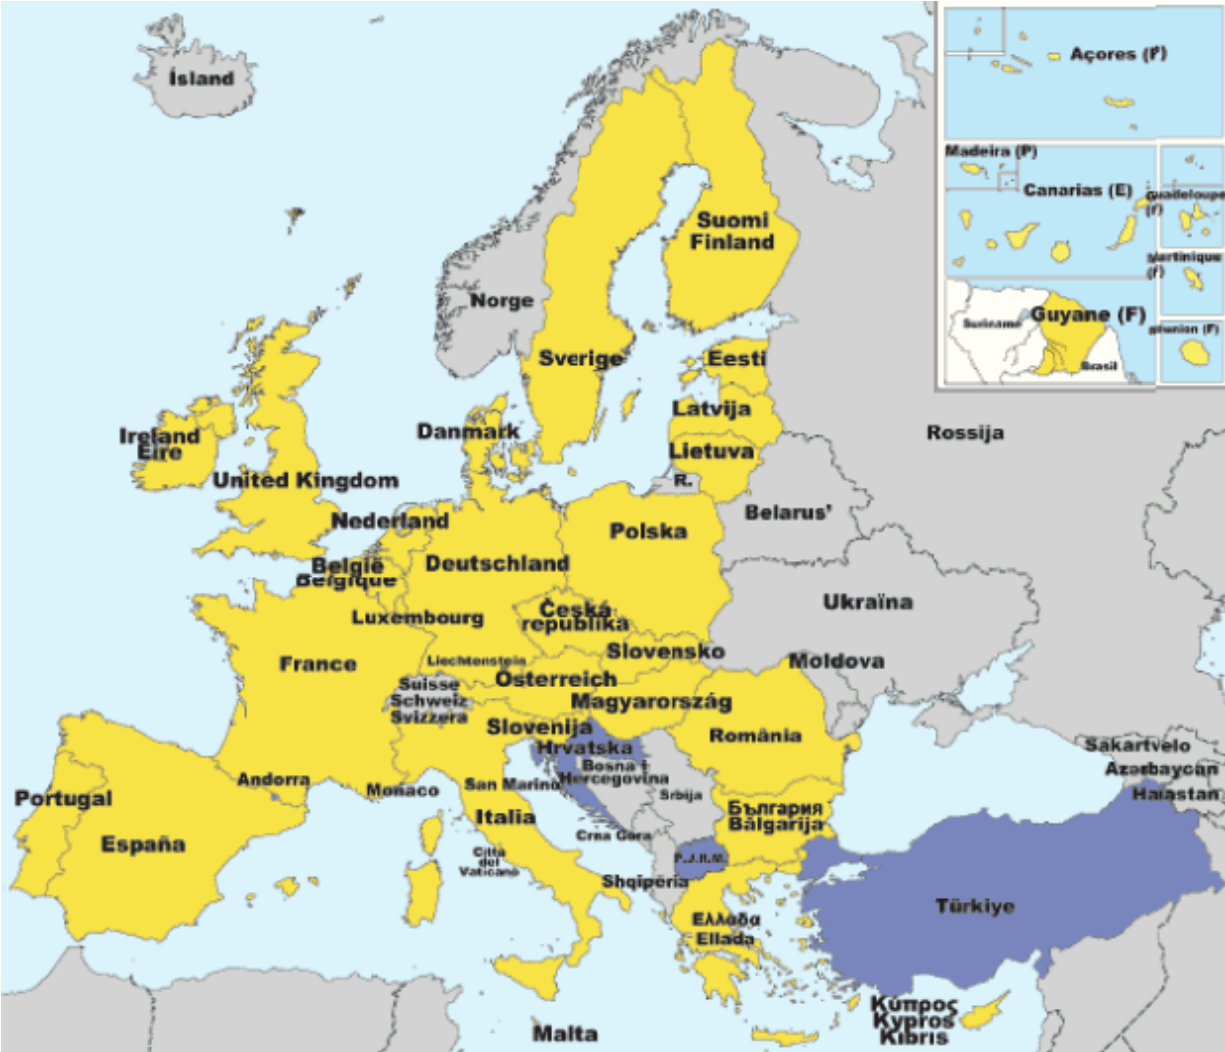 Ísland
Açores (P)
Madeira (P)
Canarias (E)
Guadeloupe
(f)
Martinique
(f)
Suriname
Guyane (F)
Brasil
Réunion (F)
Suomi
Finland
Norge
Sverige
Eesti
Latvija
Lietuva
R.
Rossija
Danmark
Ireland
Eire
United Kingdom
Nederland
België
Belgique
Deutschland
Polska
Belarus’
Luxembourg
Česká
republika
Ukraïna
Slovensko
Moldova
France
Liechtenstein
Österreich
Suisse
Schweiz
Svizzera
Magyarország
Slovenija
Hrvatska
România
Bosna i
Hercegovina
Srbija
Sakartvelo
Azərbaycan
Haiastan
Andorra
Monaco
San Marino
Portugal
España
Italia
Crna Gora
България
Bălgarija
Città
del
Vaticano
P.J.R.M.
Shqipëria
Ελλάδα
Ellada
Türkiye
Malta
Κύπρος
Kypros
Kıbrıs